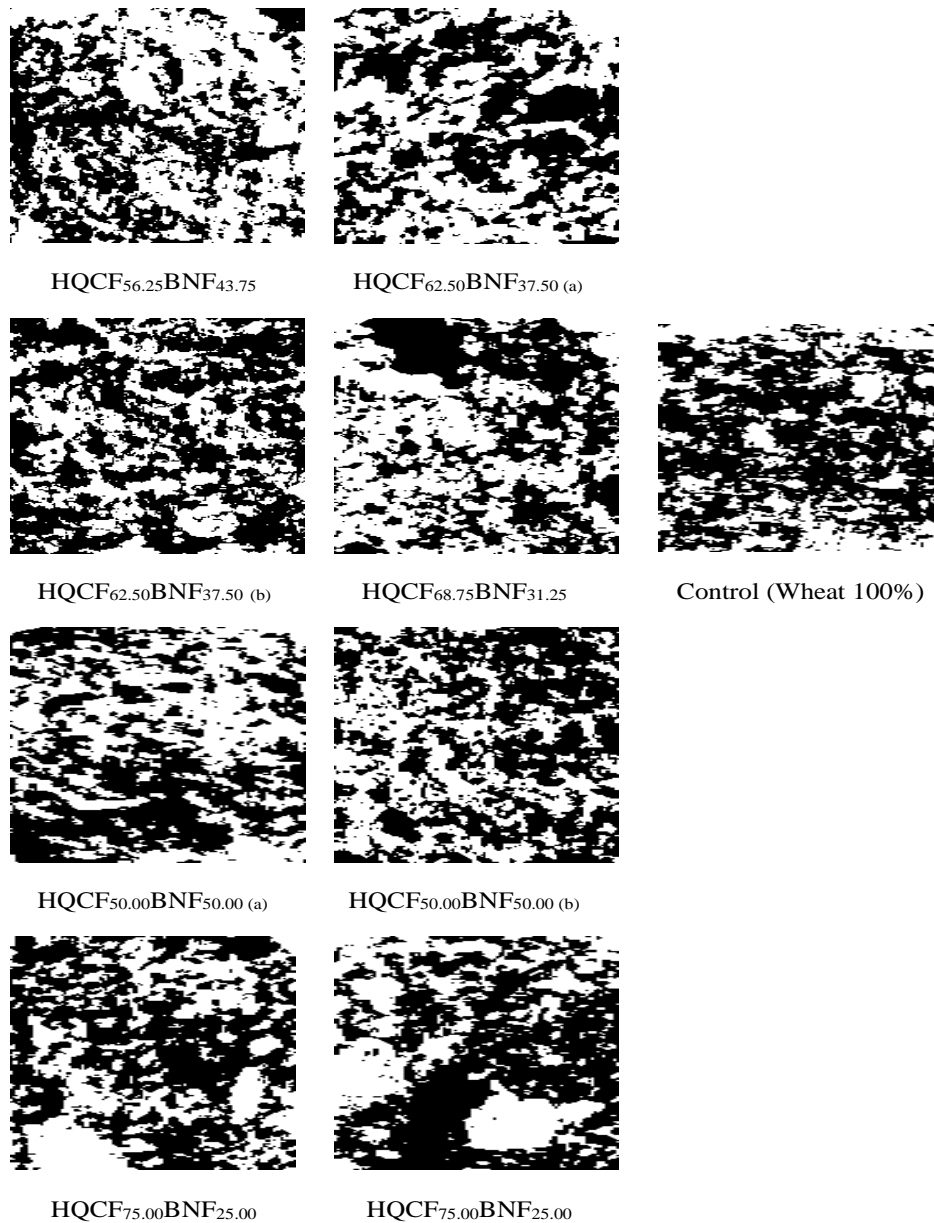 HQCF56.25BNF43.75 HQCF62.50BNF37.50 (a)
HQCF62.50BNF37.50 (b) HQCF68.75BNF31.25 Control (Wheat 100%)
HQCF50.00BNF50.00 (a) HQCF50.00BNF50.00 (b)
HQCF75.00BNF25.00 HQCF75.00BNF25.00